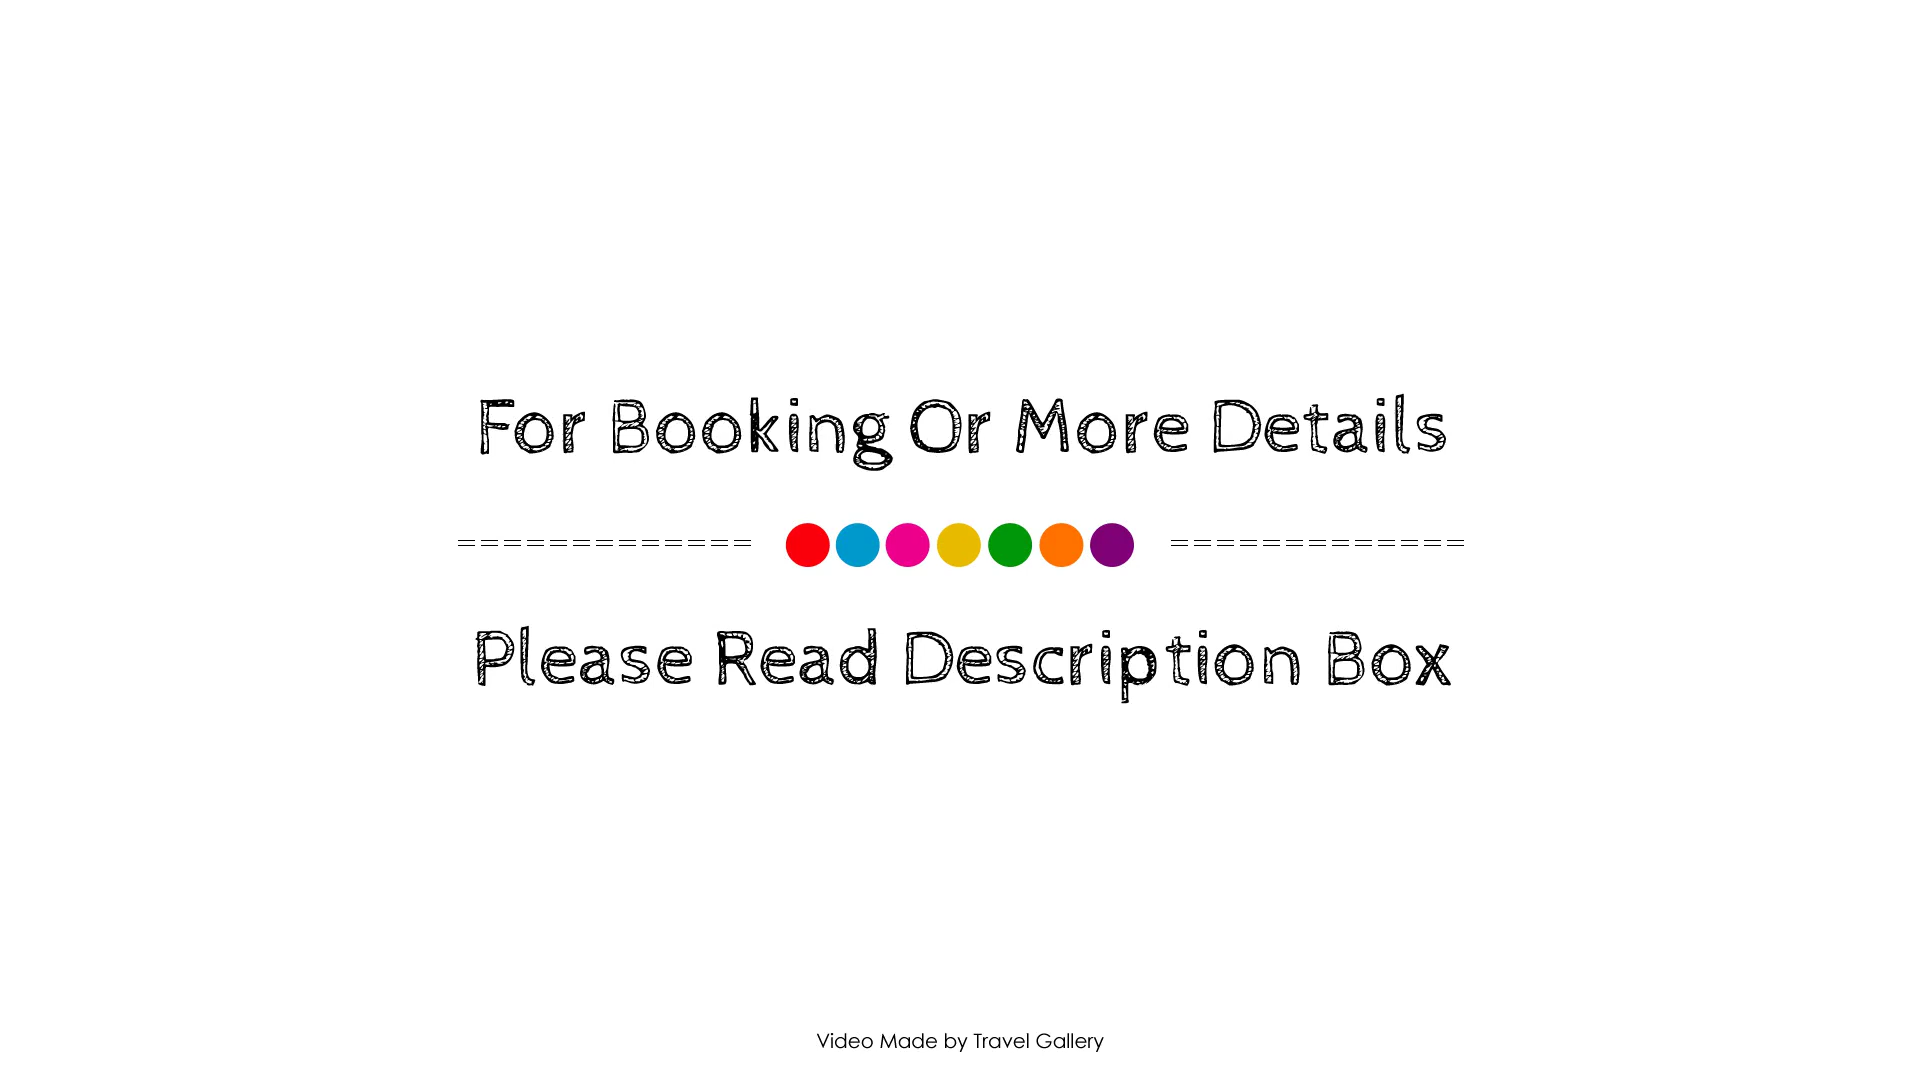 For Booking Or More Details
============= =============
Please Read Description Box
Video Made by Travel Gallery